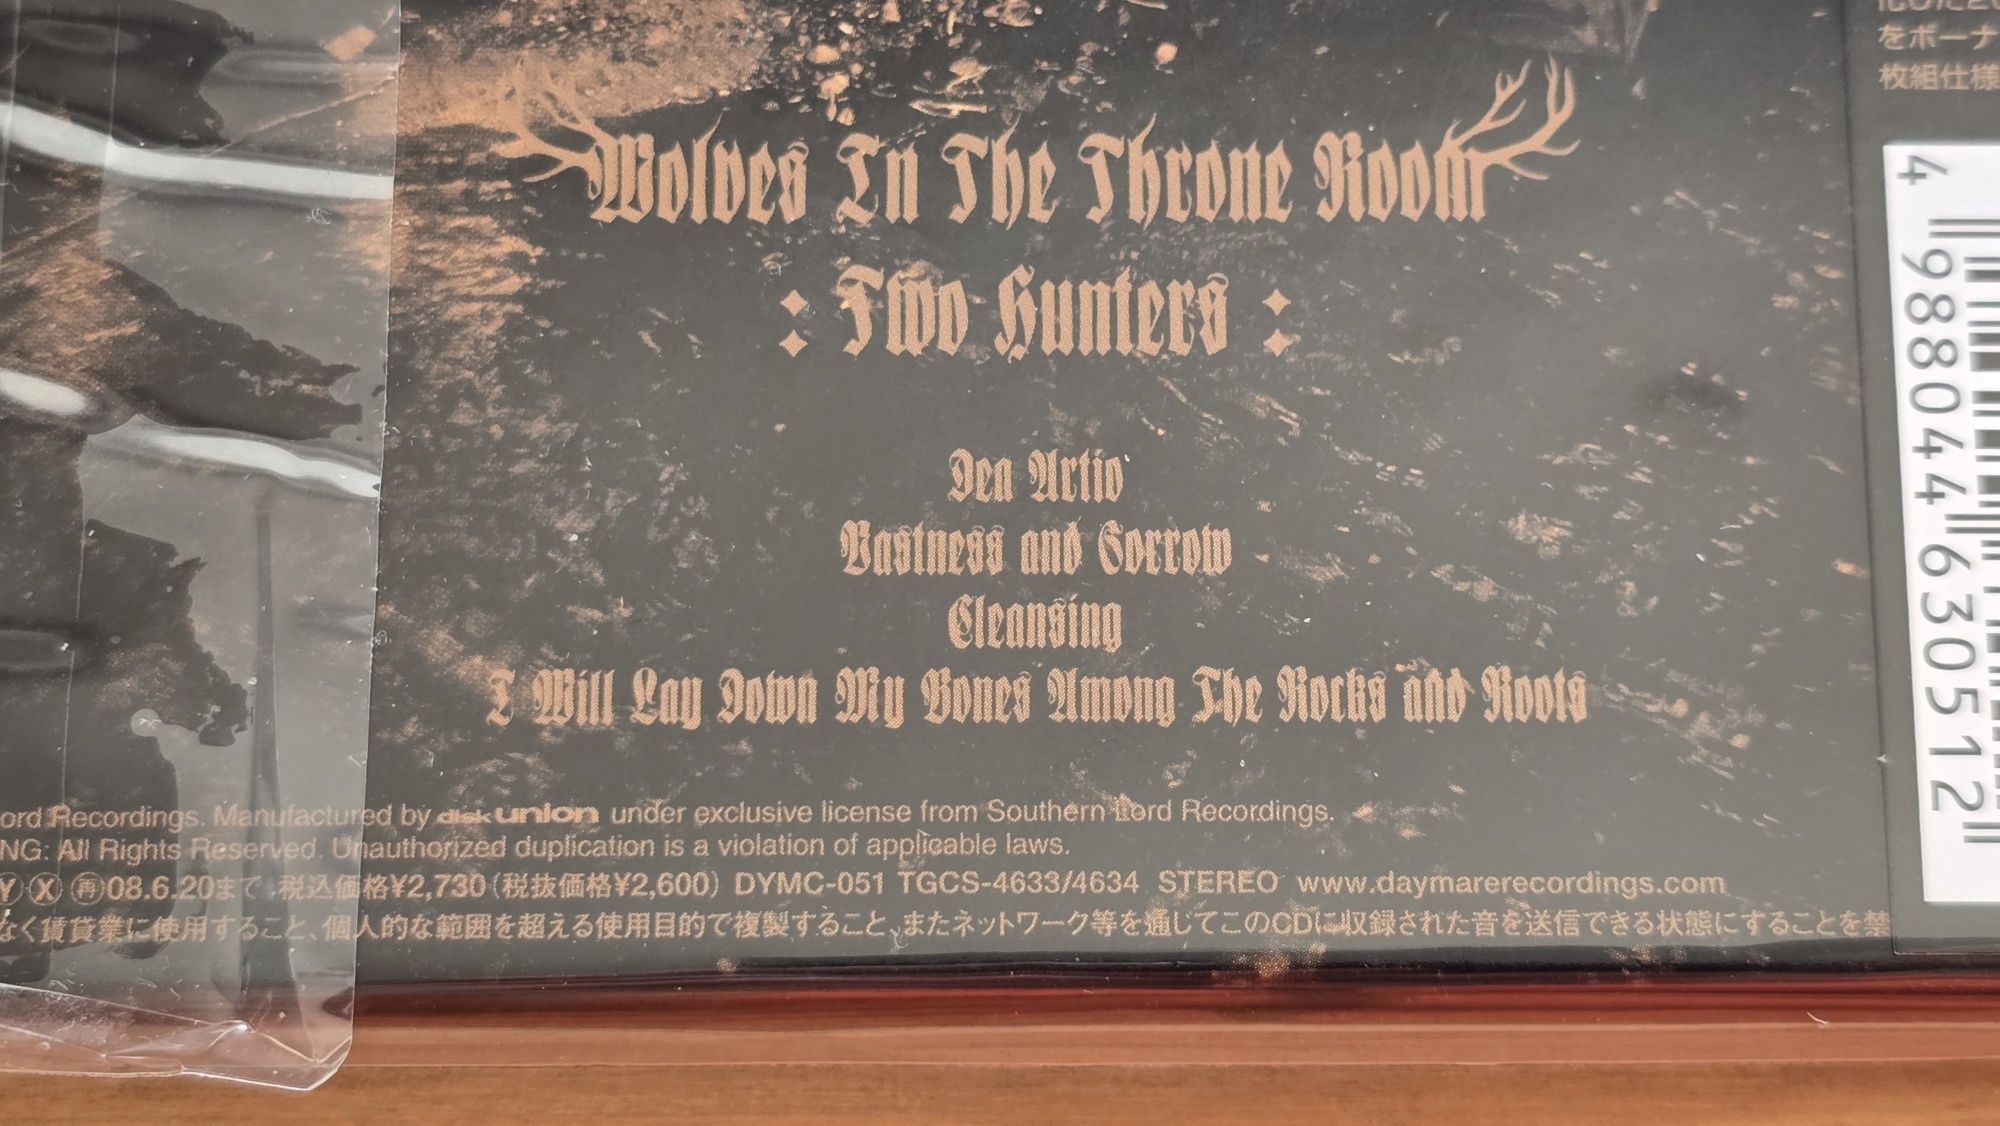 をボーナ
枚組仕様
Wolves In The Throne Room
: Two Hunters :
Dea Artio
Vastness and Sorrow
Cleansing
I Will Lay Down My Bones Among The Rocks and Roots
ord Recordings. Manufactured by diskunion under exclusive license from Southern Lord Recordings.
NG: All Rights Reserved. Unauthorized duplication is a violation of applicable laws.
Ⓨ Ⓧ ㊢08.6.20まで 税込価格¥2,730(税抜価格¥2,600) DYMC-051 TGCS-4633/4634 STEREO www.daymarerecordings.com
なく賃貸業に使用すること、個人的な範囲を超える使用目的で複製すること、またネットワーク等を通じてこのCDに収録された音を送信できる状態にすることを禁
4 988044 630512